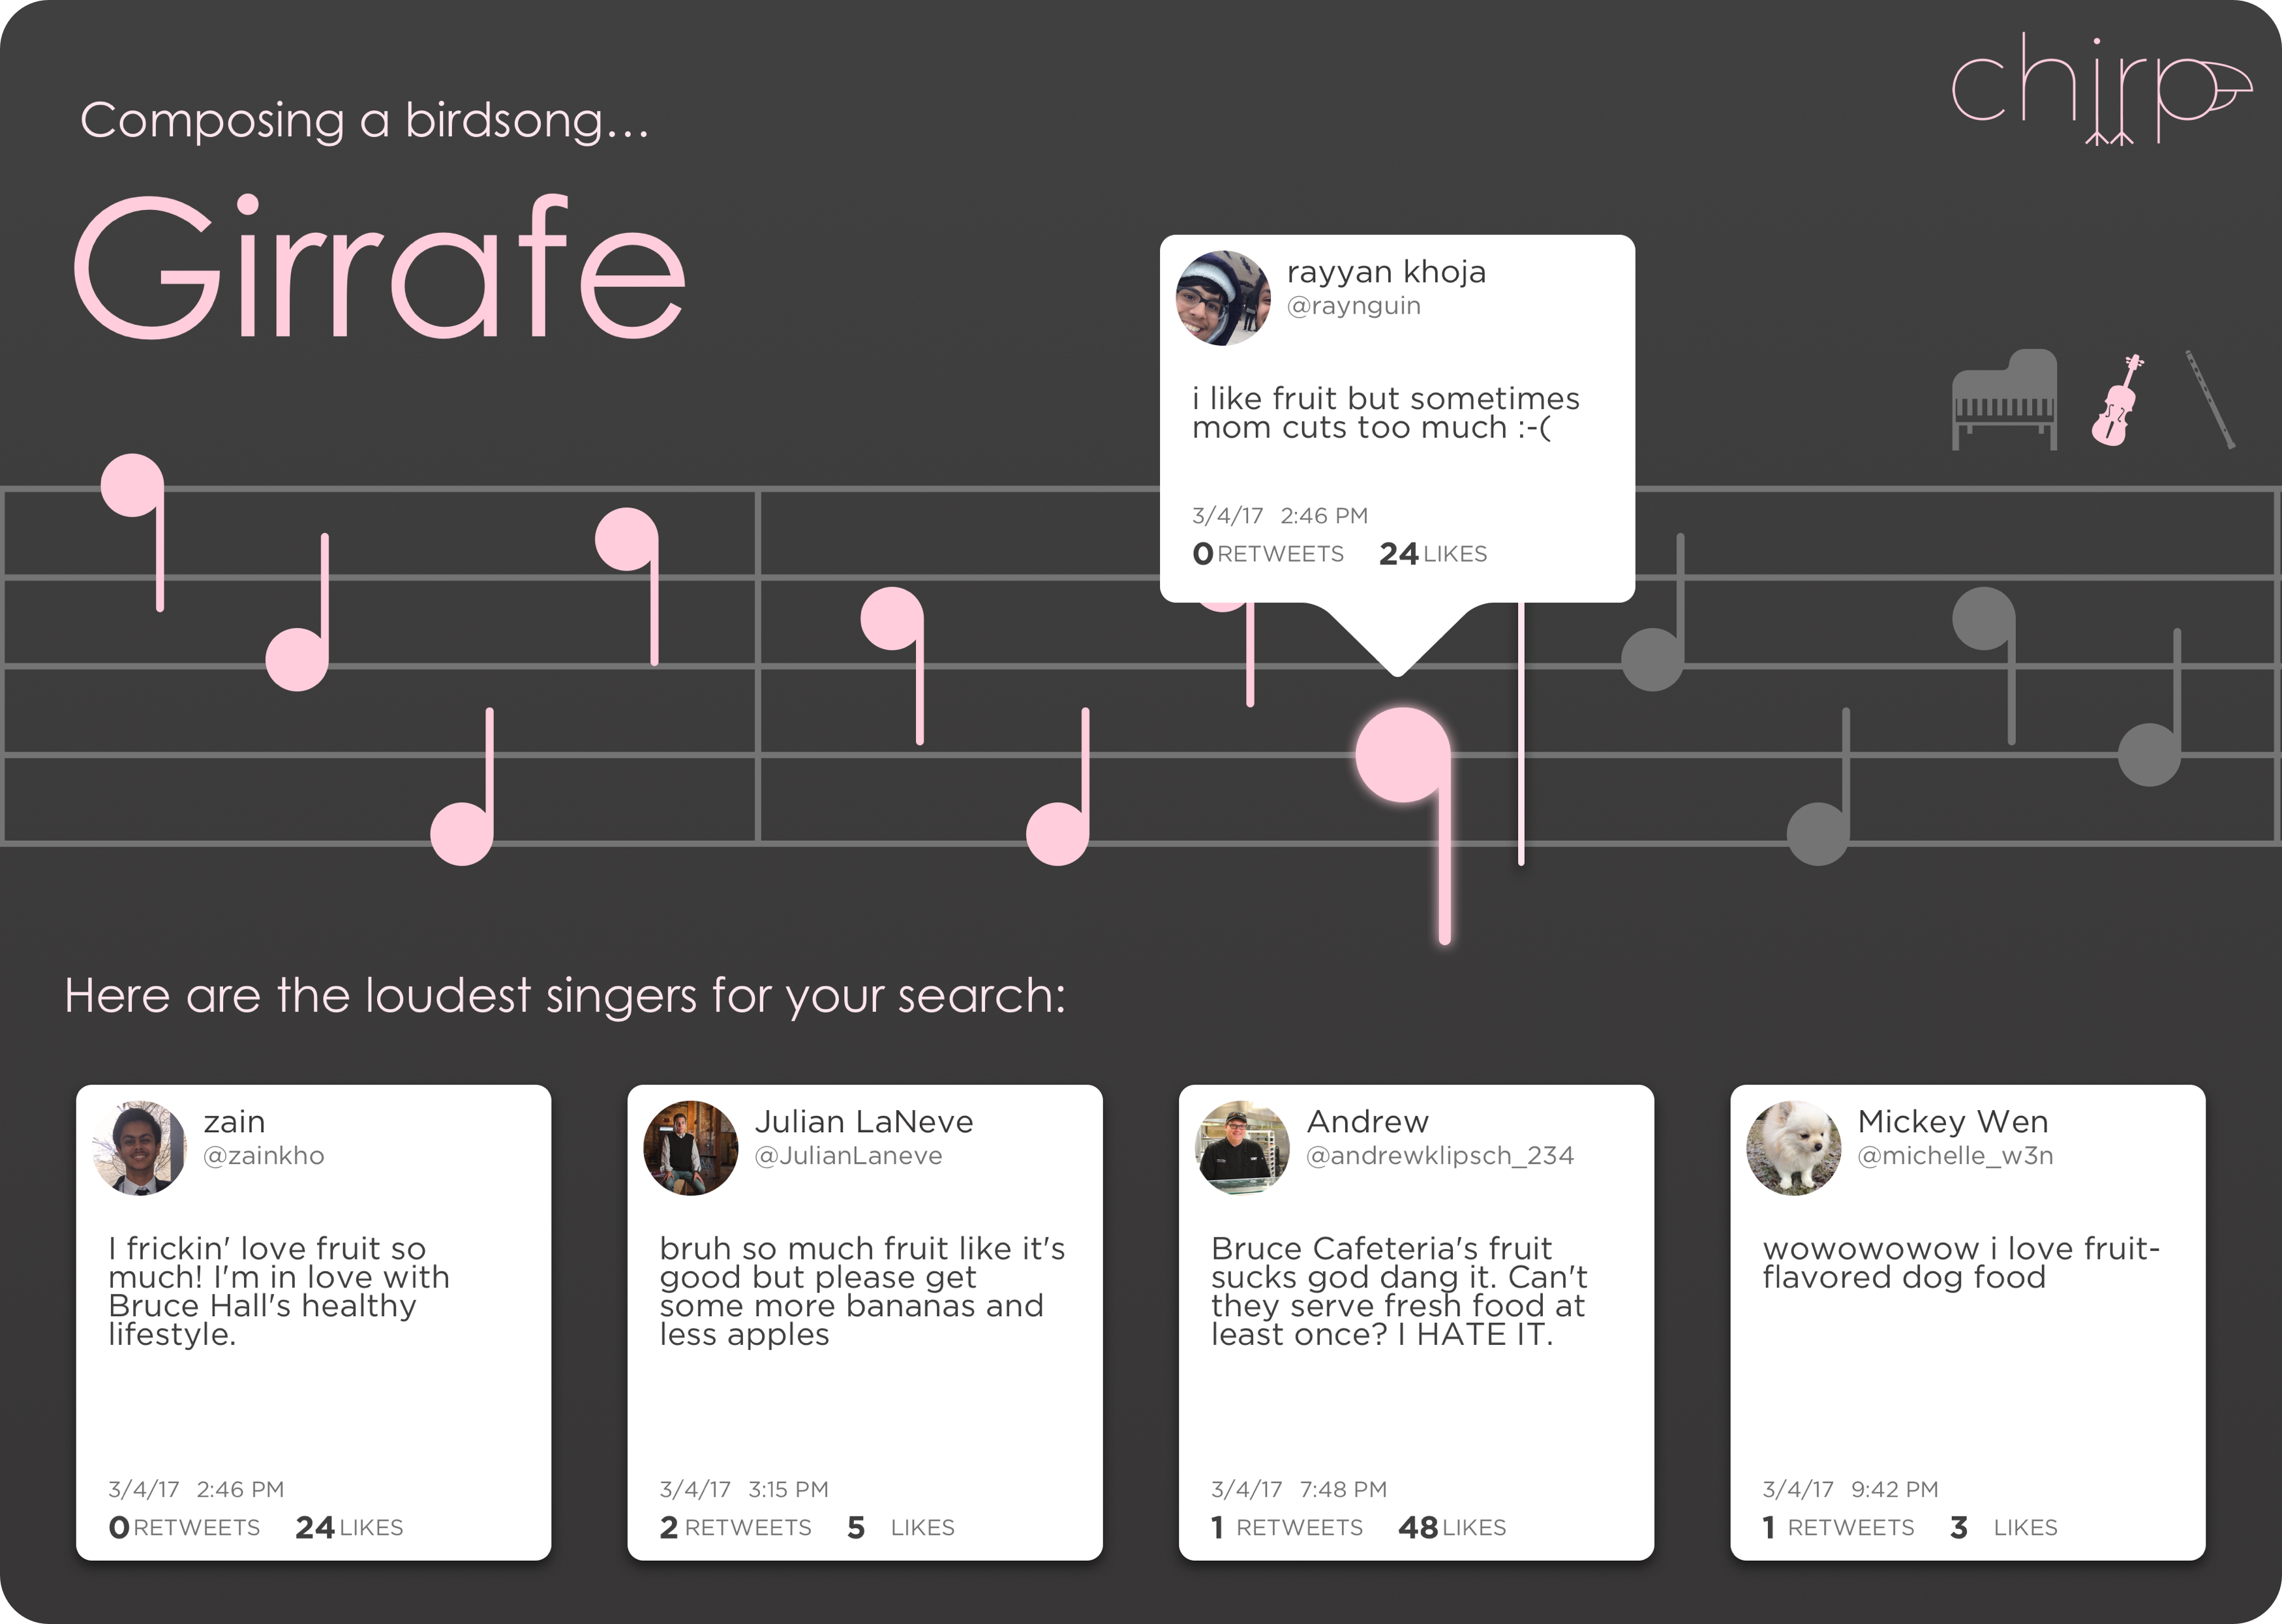 chirp
Composing a birdsong...
Girrafe
rayyan khoja
@raynguin
i like fruit but sometimes
mom cuts too much :-(
3/4/17 2:46 PM
0 RETWEETS 24 LIKES
Here are the loudest singers for your search:
zain
@zainkho
I frickin' love fruit so
much! I'm in love with
Bruce Hall's healthy
lifestyle.
3/4/17 2:46 PM
0 RETWEETS 24 LIKES
Julian LaNeve
@JulianLaneve
bruh so much fruit like it's
good but please get
some more bananas and
less apples
3/4/17 3:15 PM
2 RETWEETS 5 LIKES
Andrew
@andrewklipsch_234
Bruce Cafeteria's fruit
sucks god dang it. Can't
they serve fresh food at
least once? I HATE IT.
3/4/17 7:48 PM
1 RETWEETS 48 LIKES
Mickey Wen
@michelle_w3n
wowowowow i love fruit-
flavored dog food
3/4/17 9:42 PM
1 RETWEETS 3 LIKES